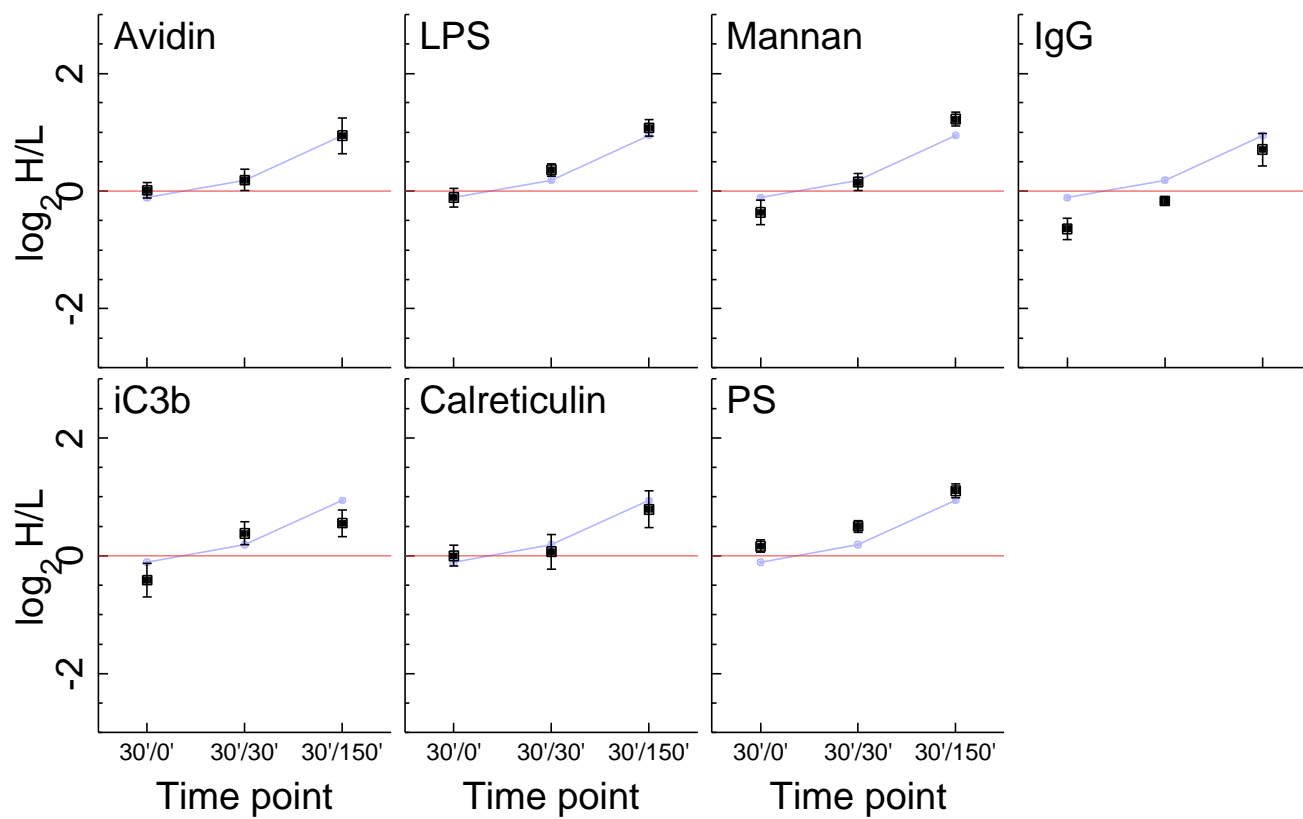 Avidin LPS Mannan IgG
log2 H/L 2 0 -2
iC3b Calreticulin PS
log2 H/L 2 0 -2
30'/0' 30'/30' 30'/150' 30'/0' 30'/30' 30'/150' 30'/0' 30'/30' 30'/150'
Time point Time point Time point